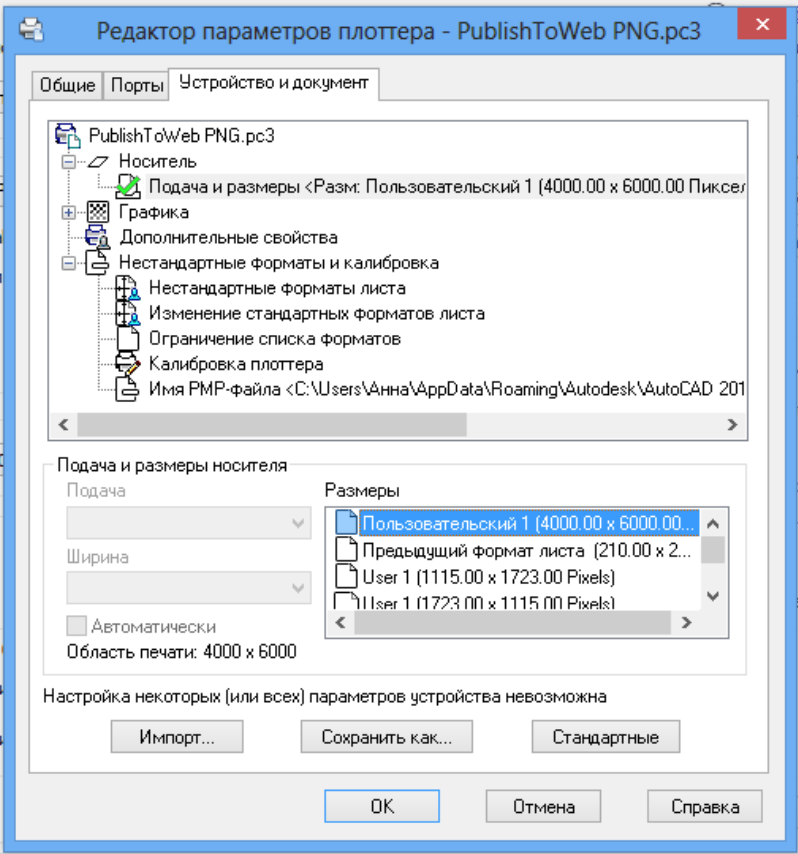 Редактор параметров плоттера - PublishToWeb PNG.pc3
Общие Порты Устройство и документ
PublishToWeb PNG.pc3
Носитель
Подача и размеры <Разм: Пользовательский 1 (4000.00 x 6000.00 Пиксел
Графика
Дополнительные свойства
Нестандартные форматы и калибровка
Нестандартные форматы листа
Изменение стандартных форматов листа
Ограничение списка форматов
Калибровка плоттера
Имя PMP-файла <C:\Users\Анна\AppData\Roaming\Autodesk\AutoCAD 201
Подача и размеры носителя
Подача
Размеры
Пользовательский 1 (4000.00 x 6000.00...
Предыдущий формат листа (210.00 x 2...
Ширина
User 1 (1115.00 x 1723.00 Pixels)
User 1 (1723.00 x 1115.00 Pixels)
Автоматически
Область печати: 4000 x 6000
Настройка некоторых (или всех) параметров устройства невозможна
Импорт... Сохранить как... Стандартные
OK Отмена Справка